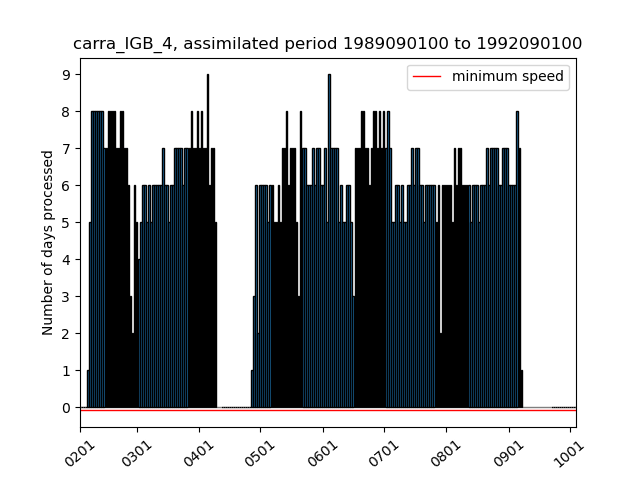 carra_IGB_4, assimilated period 1989090100 to 1992090100
minimum speed
Number of days processed
9
8
7
6
5
4
3
2
1
0
0201 0301 0401 0501 0601 0701 0801 0901 1001